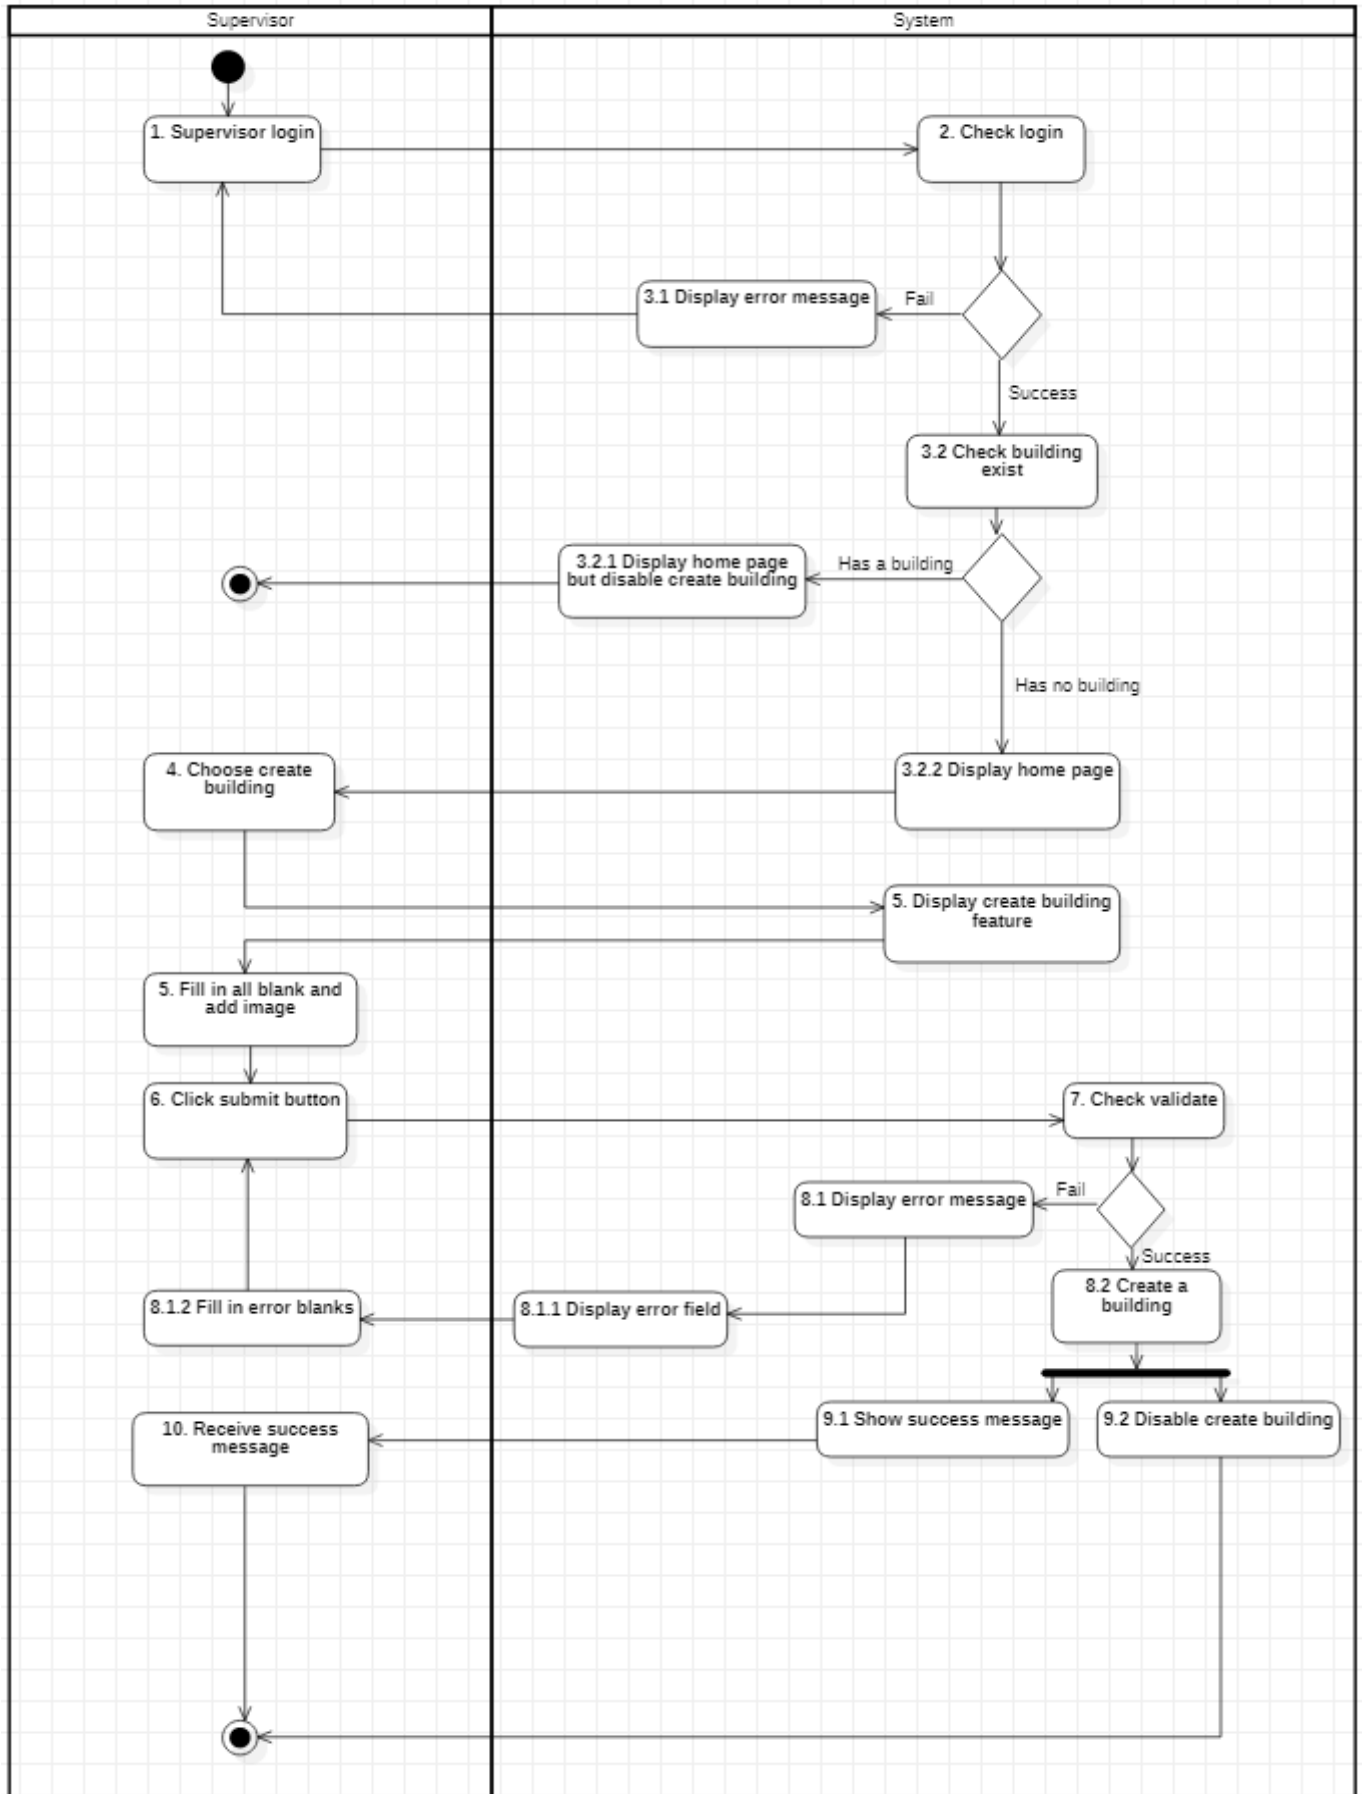 Supervisor
System
1. Supervisor login
2. Check login
3.1 Display error message
Fail
Success
3.2 Check building
exist
3.2.1 Display home page
but disable create building
Has a building
Has no building
4. Choose create
building
3.2.2 Display home page
5. Display create building
feature
5. Fill in all blank and
add image
6. Click submit button
7. Check validate
8.1 Display error message
Fail
Success
8.2 Create a
building
8.1.2 Fill in error blanks
8.1.1 Display error field
10. Receive success
message
9.1 Show success message
9.2 Disable create building